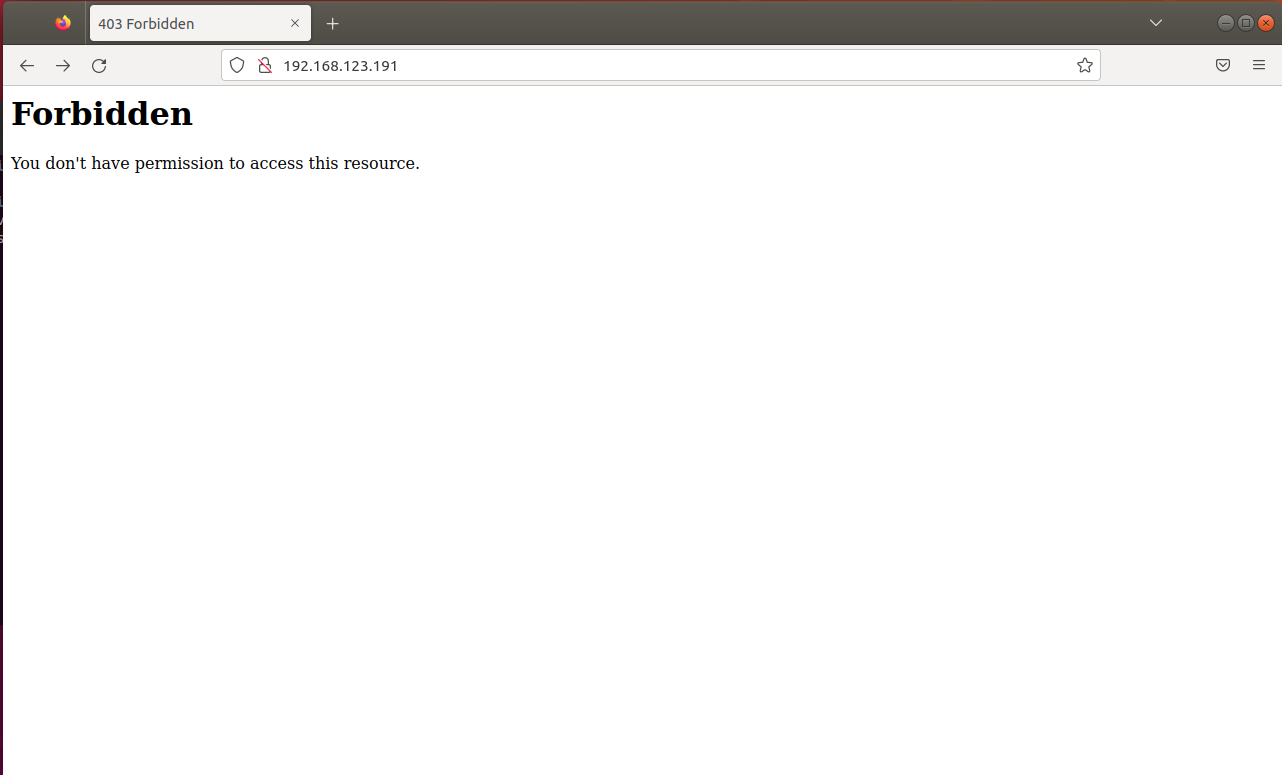 403 Forbidden
192.168.123.191
Forbidden
You don't have permission to access this resource.